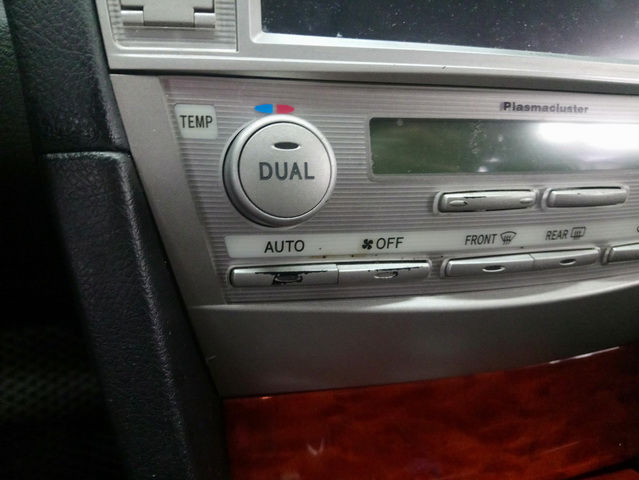 Plasmacluster
TEMP
DUAL
AUTO
OFF
FRONT
REAR